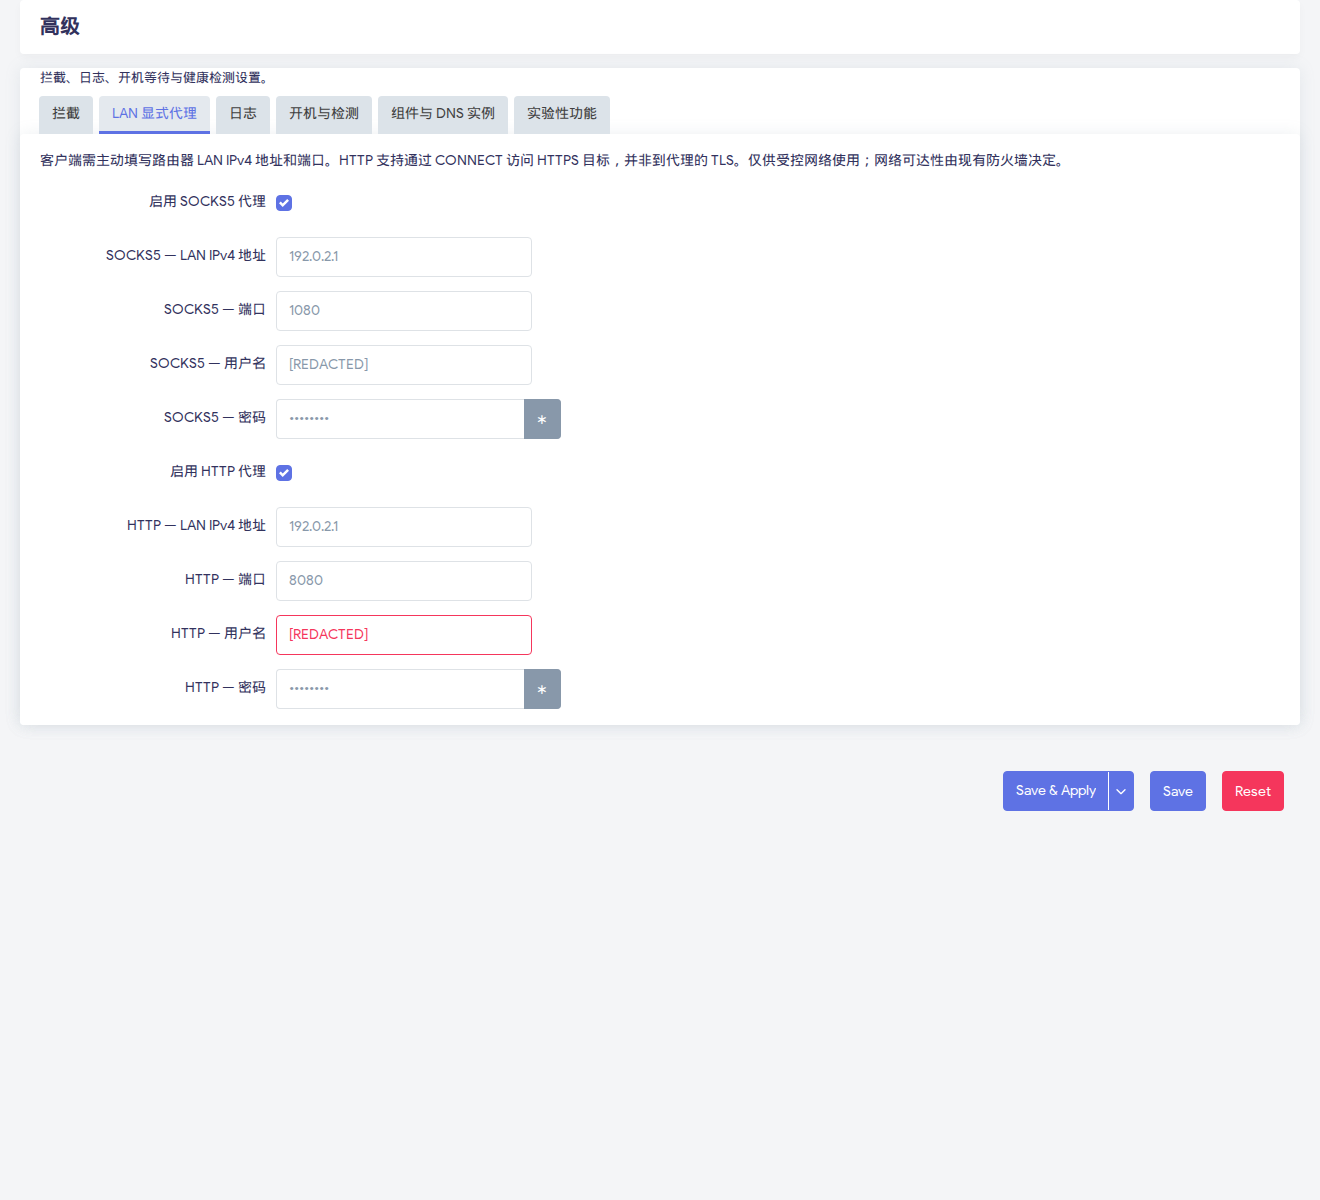 高级
拦截、日志、开机等待与健康检测设置。
拦截 LAN 显式代理 日志 开机与检测 组件与 DNS 实例 实验性功能
客户端需主动填写路由器 LAN IPv4 地址和端口。HTTP 支持通过 CONNECT 访问 HTTPS 目标，并非到代理的 TLS。仅供受控网络使用；网络可达性由现有防火墙决定。
启用 SOCKS5 代理
SOCKS5 — LAN IPv4 地址 192.0.2.1
SOCKS5 — 端口 1080
SOCKS5 — 用户名 [REDACTED]
SOCKS5 — 密码 •••••••• *
启用 HTTP 代理
HTTP — LAN IPv4 地址 192.0.2.1
HTTP — 端口 8080
HTTP — 用户名 [REDACTED]
HTTP — 密码 •••••••• *
Save & Apply Save Reset